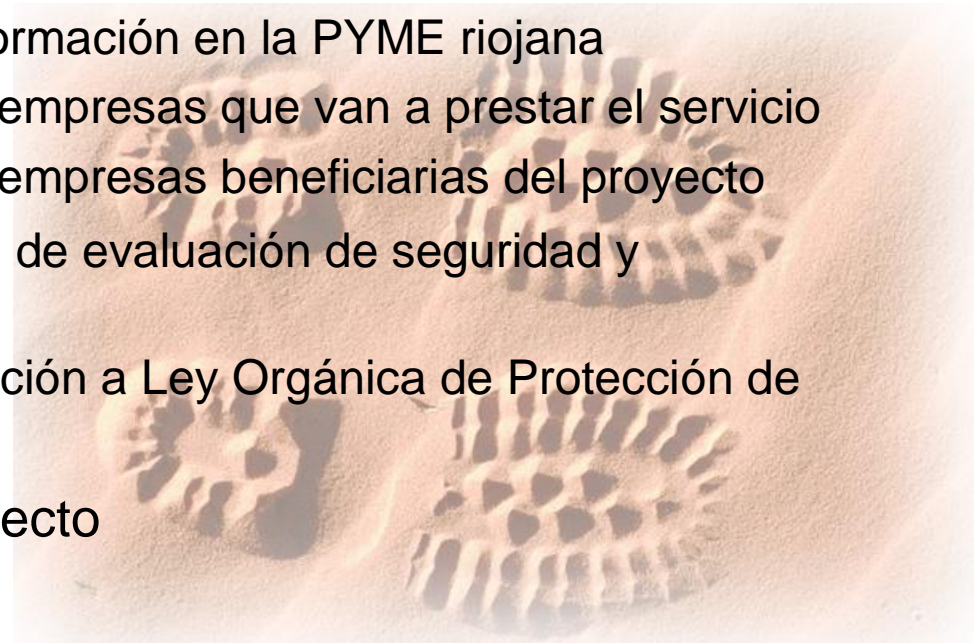 ormación en la PYME riojana
empresas que van a prestar el servicio
empresas beneficiarias del proyecto
de evaluación de seguridad y
ción a Ley Orgánica de Protección de
ecto